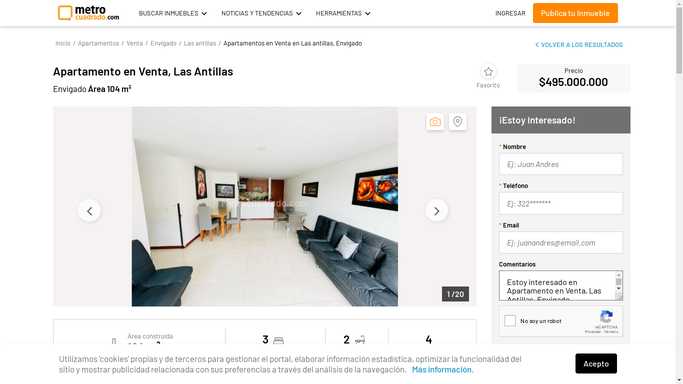 metro
cuadrado.com
BUSCAR INMUEBLES
NOTICIAS Y TENDENCIAS
HERRAMIENTAS
INGRESAR
Publica tu inmueble
Inicio / Apartamentos / Venta / Envigado / Las antillas / Apartamentos en Venta en Las antillas, Envigado
< VOLVER A LOS RESULTADOS
Apartamento en Venta, Las Antillas
Envigado Área 104 m²
Favorito
Precio
$495.000.000
1 / 20
¡Estoy Interesado!
* Nombre
Ej: Juan Andres
* Teléfono
Ej: 322*******
* Email
Ej: juanandres@email.com
Comentarios
Estoy interesado en
Apartamento en Venta, Las
Antillas, Envigado
No soy un robot
reCAPTCHA
Privacidad - Términos
Área construida
3
2
4
Utilizamos 'cookies' propias y de terceros para gestionar el portal, elaborar información estadística, optimizar la funcionalidad del
sitio y mostrar publicidad relacionada con sus preferencias a través del análisis de la navegación. Más información.
Acepto